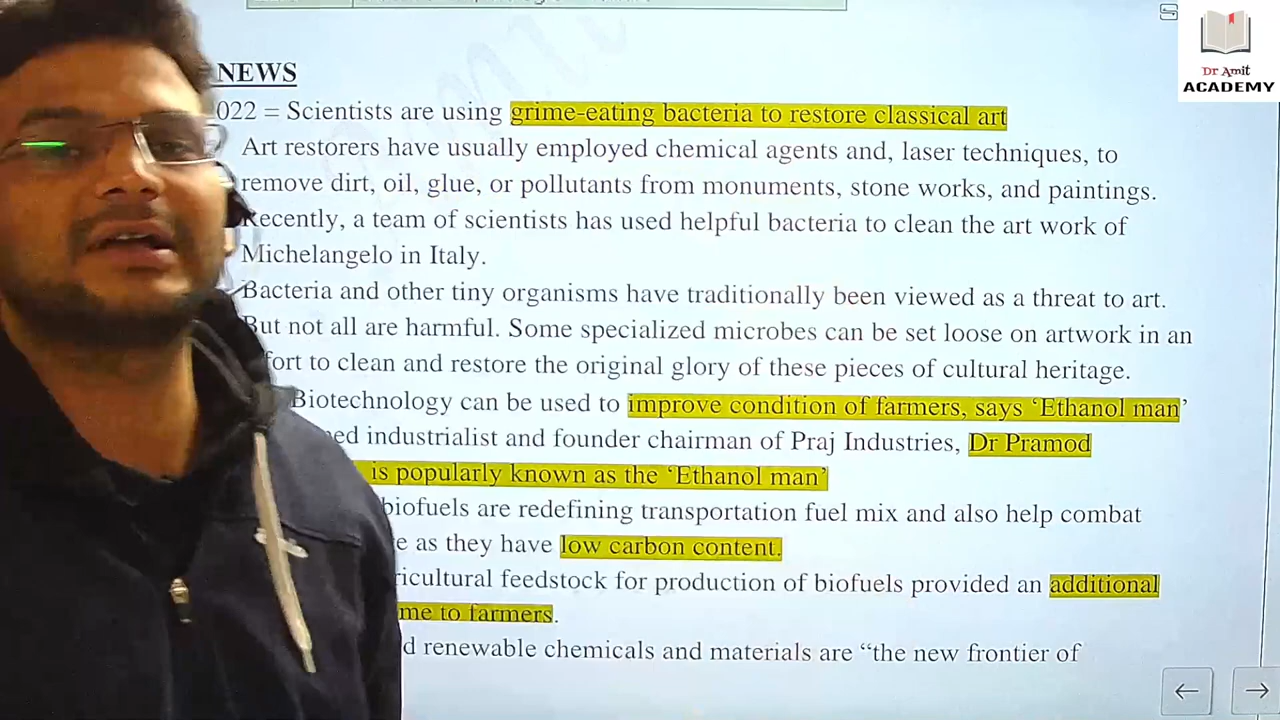 Dr Amit
ACADEMY
NEWS
022 = Scientists are using grime-eating bacteria to restore classical art
Art restorers have usually employed chemical agents and, laser techniques, to
remove dirt, oil, glue, or pollutants from monuments, stone works, and paintings.
Recently, a team of scientists has used helpful bacteria to clean the art work of
Michelangelo in Italy.
Bacteria and other tiny organisms have traditionally been viewed as a threat to art.
But not all are harmful. Some specialized microbes can be set loose on artwork in an
fort to clean and restore the original glory of these pieces of cultural heritage.
Biotechnology can be used to improve condition of farmers, says ‘Ethanol man’
ed industrialist and founder chairman of Praj Industries, Dr Pramod
is popularly known as the ‘Ethanol man’
biofuels are redefining transportation fuel mix and also help combat
e as they have low carbon content.
ricultural feedstock for production of biofuels provided an additional
me to farmers.
d renewable chemicals and materials are “the new frontier of